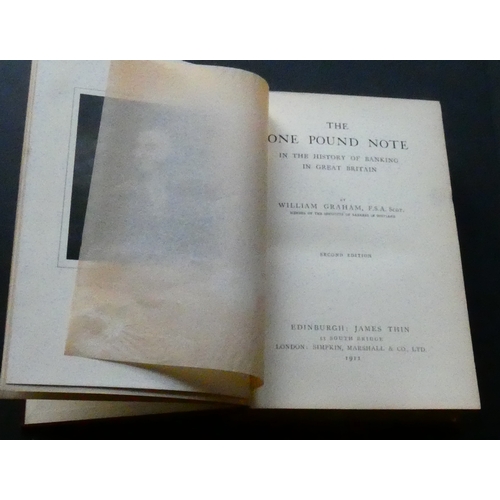 THE
ONE POUND NOTE
IN THE HISTORY OF BANKING
IN GREAT BRITAIN
BY
WILLIAM GRAHAM, F.S.A. Scot.
SECOND EDITION
EDINBURGH: JAMES THIN
SOUTH BRIDGE
LONDON: SIMPKIN, MARSHALL & CO., LTD.
1911